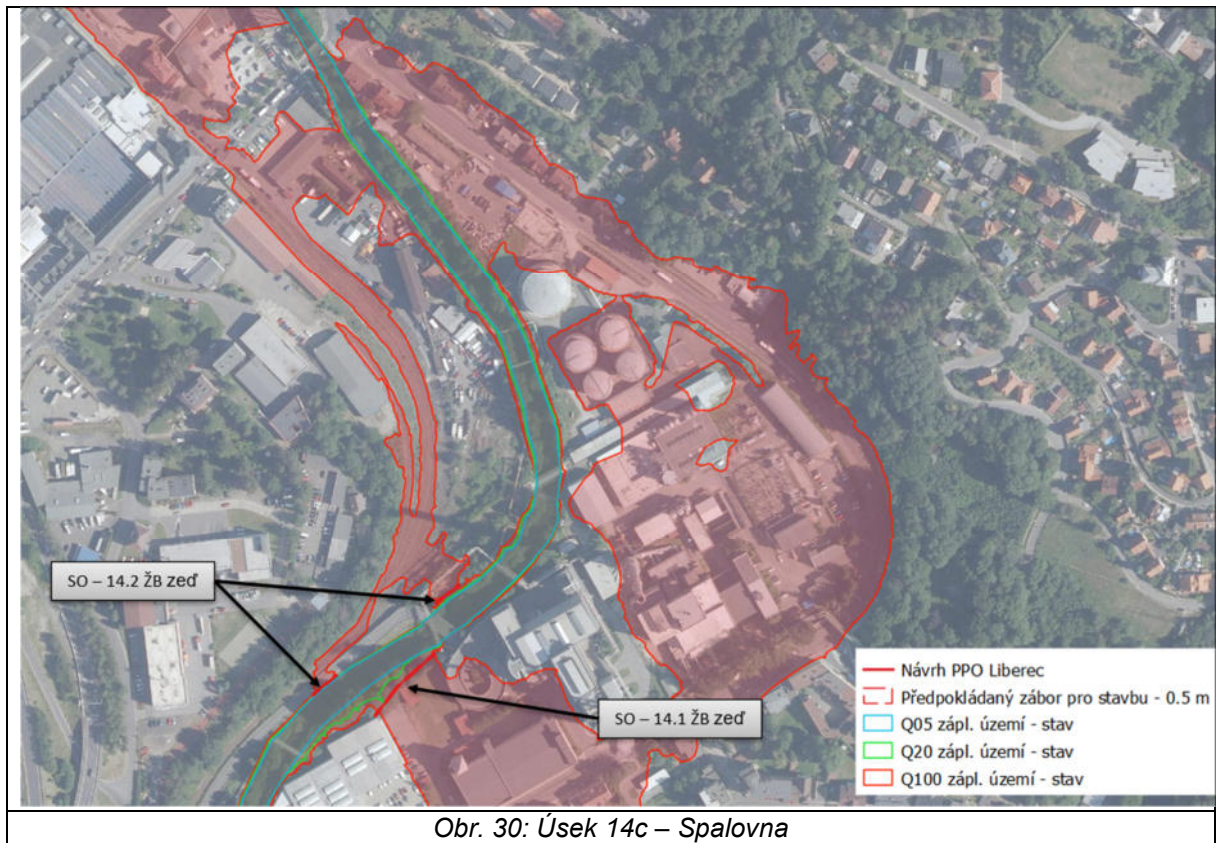 SO – 14.2 ŽB zeď
SO – 14.1 ŽB zeď
Návrh PPO Liberec
Předpokládaný zábor pro stavbu - 0.5 m
Q05 zápl. území - stav
Q20 zápl. území - stav
Q100 zápl. území - stav
Obr. 30: Úsek 14c – Spalovna